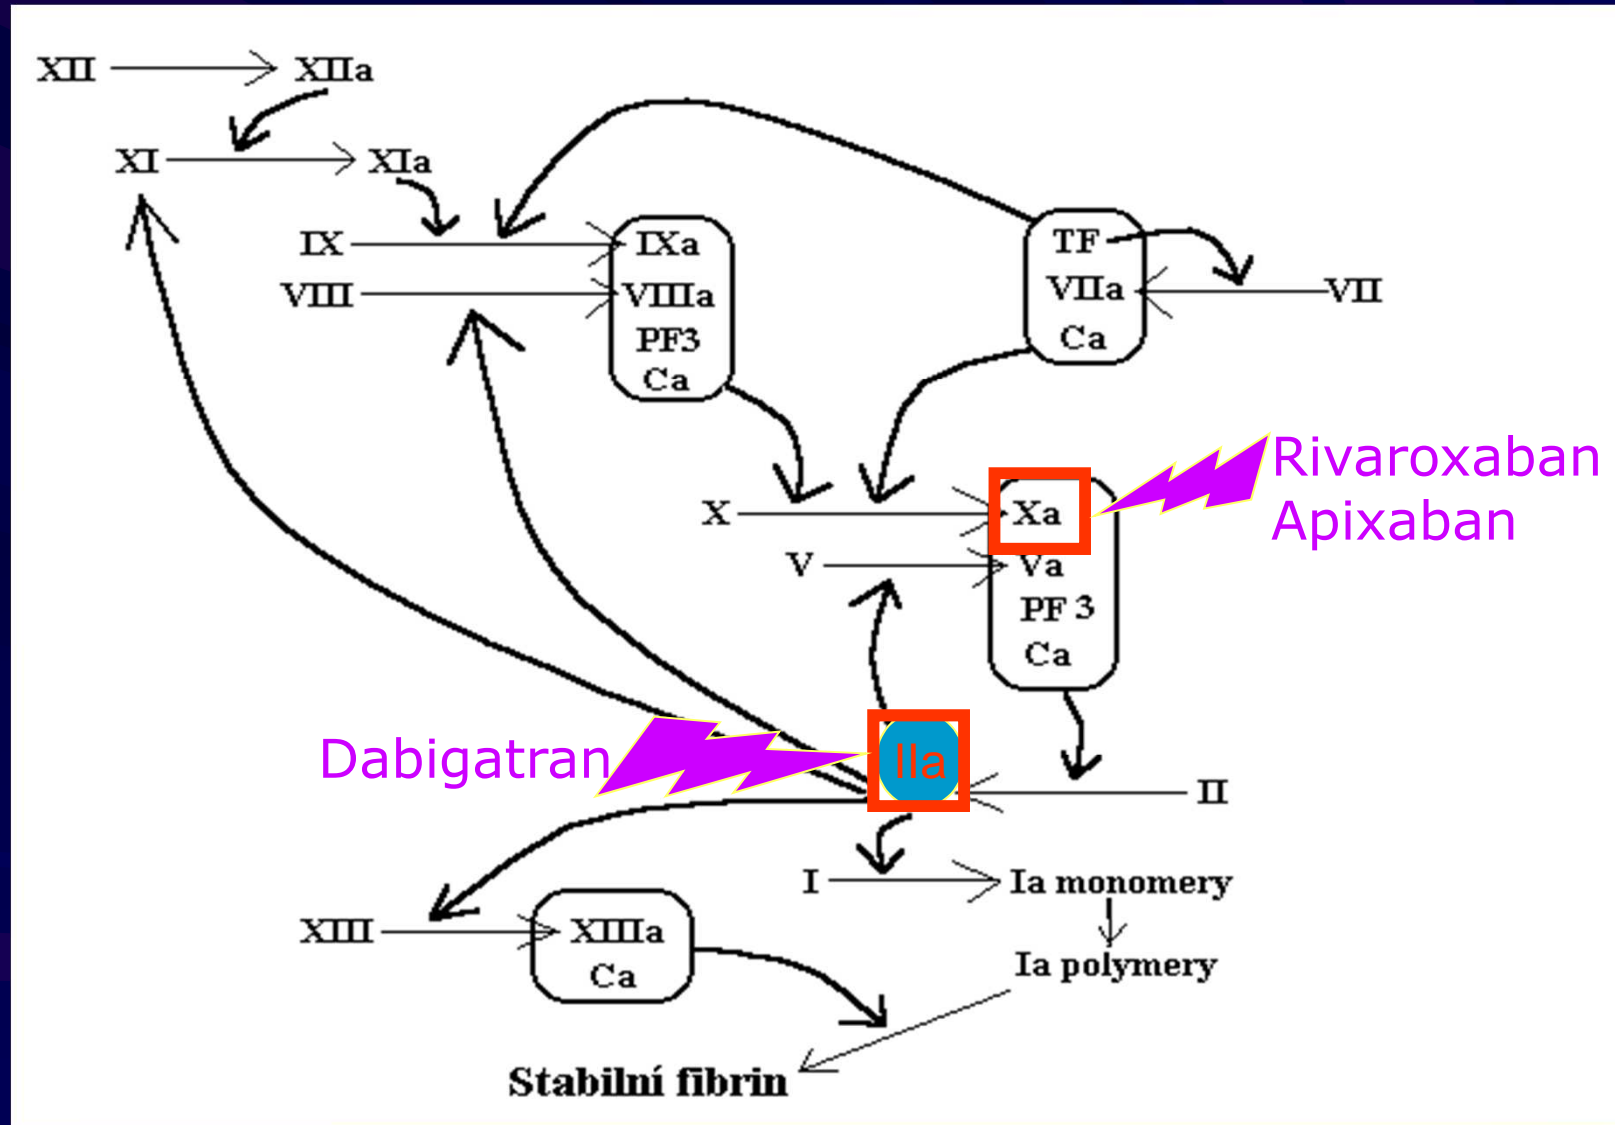 XII XIIa
XI XIa
IX IXa
VIII VIIIa
PF3
Ca
TF
VIIa VII
Ca
Rivaroxaban
Apixaban
X Xa
V Va
PF 3
Ca
Dabigatran
IIa II
I Ia monomery
Ia polymery
XIII XIIIa
Ca
Stabilní fibrin